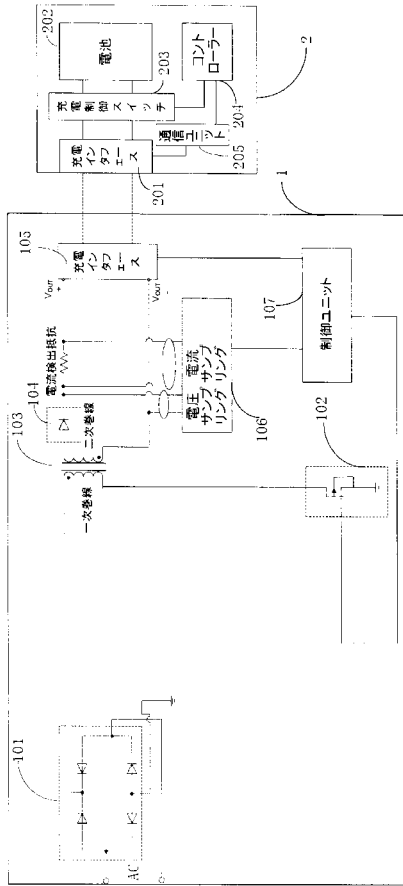 202
電池
203
充電制御スイッチ
コントローラー
204
2
充電インタフェース
通信ユニット
205
201
1
105
充電インタフェース
Vout
+
Vout
-
電流検出抵抗
104
103
二次巻線
一次巻線
電圧サンプリング
電流サンプリング
106
107
制御ユニット
102
101
AC